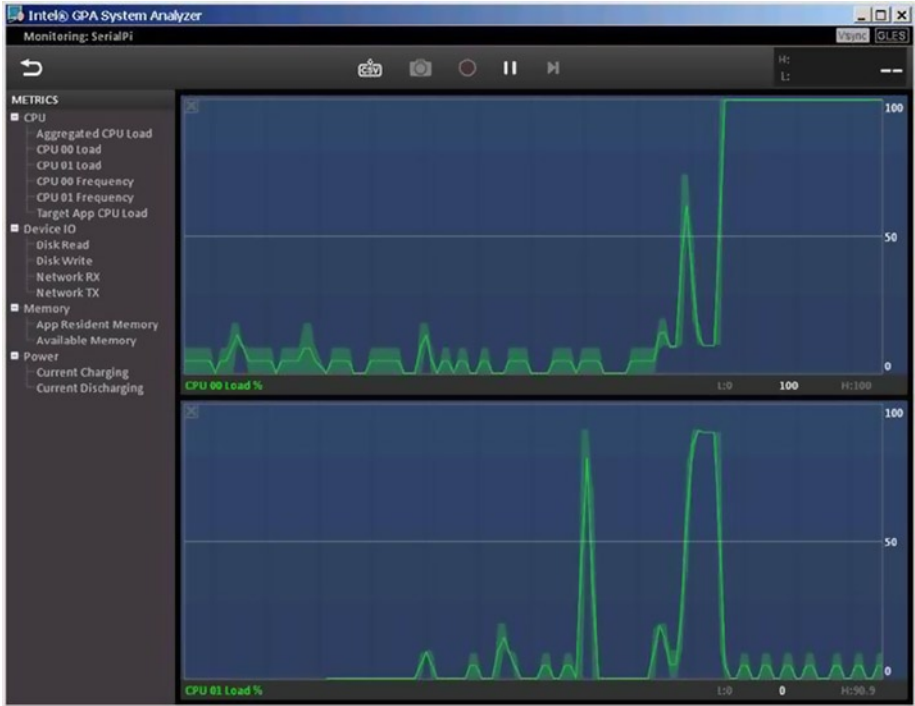 Intel® GPA System Analyzer
Monitoring: SerialPi
Vsync GLES
CSV
H:
L:
--
METRICS
CPU
Aggregated CPU Load
CPU 00 Load
CPU 01 Load
CPU 00 Frequency
CPU 01 Frequency
Target App CPU Load
Device IO
Disk Read
Disk Write
Network RX
Network TX
Memory
App Resident Memory
Available Memory
Power
Current Charging
Current Discharging
100
50
0
CPU 00 Load % L:0 100 H:100
100
50
0
CPU 01 Load % L:0 0 H:90.9